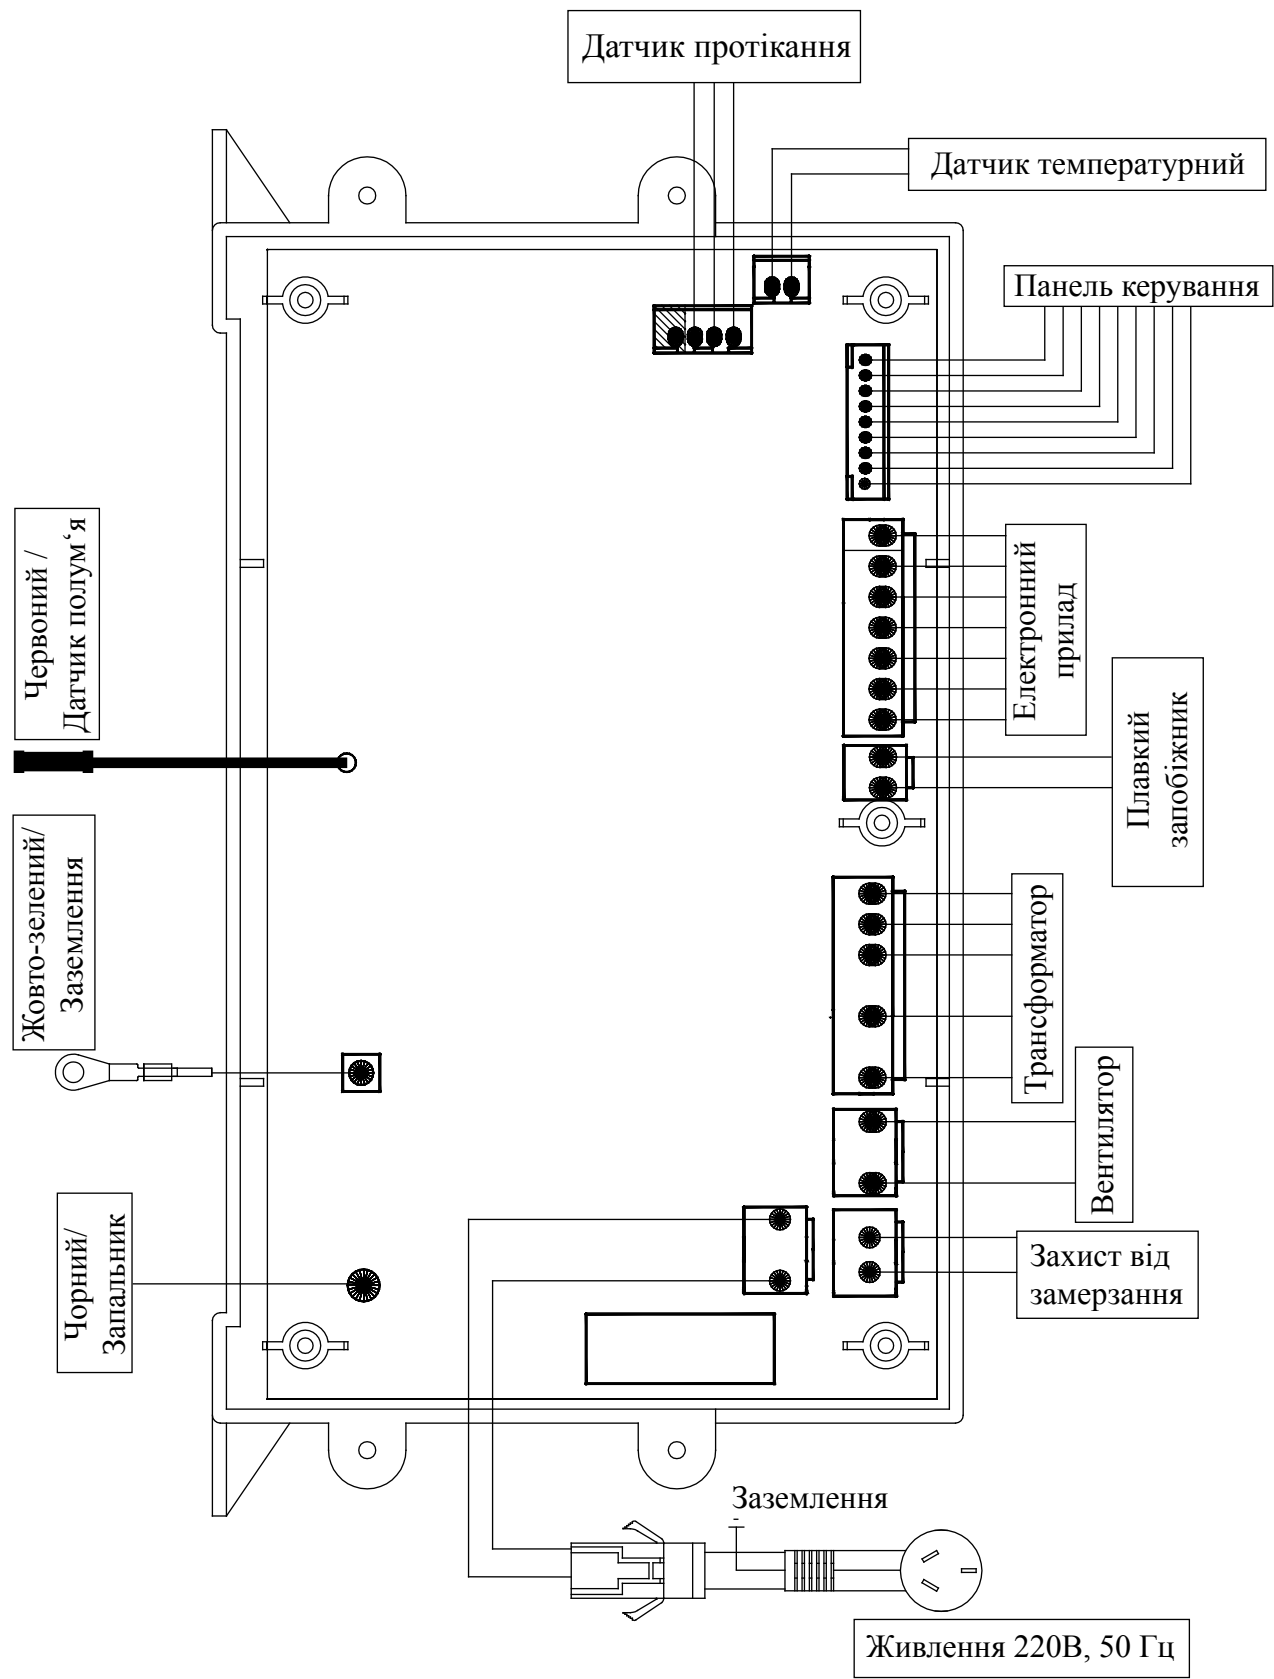 Датчик протікання
Датчик температурний
Панель керування
Червоний /
Датчик полум‘я
Електронний
прилад
Плавкий
запобіжник
Жовто-зелений/
Заземлення
Трансформатор
Вентилятор
Чорний/
Запальник
Захист від
замерзання
Заземлення
Живлення 220В, 50 Гц